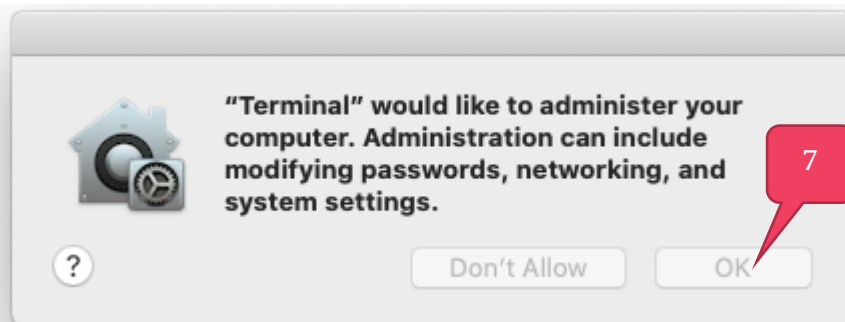 “Terminal” would like to administer your
computer. Administration can include
modifying passwords, networking, and
system settings.
7
?
Don’t Allow
OK